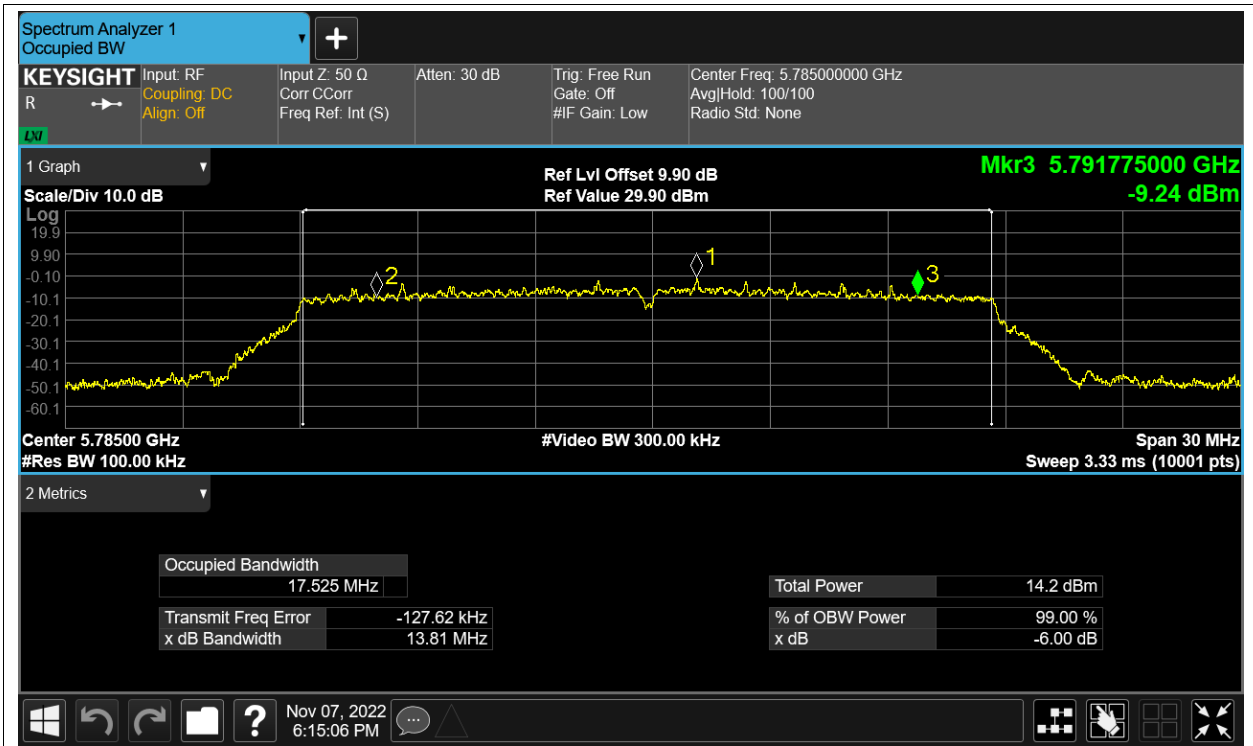 Spectrum Analyzer 1
Occupied BW
KEYSIGHT
R
LXI
Input: RF
Coupling: DC
Align: Off
Input Z: 50 Ω
Corr CCorr
Freq Ref: Int (S)
Atten: 30 dB
Trig: Free Run
Gate: Off
#IF Gain: Low
Center Freq: 5.785000000 GHz
Avg|Hold: 100/100
Radio Std: None
1 Graph
Scale/Div 10.0 dB
Ref Lvl Offset 9.90 dB
Ref Value 29.90 dBm
Mkr3 5.791775000 GHz
-9.24 dBm
Log
19.9
9.90
-0.10
-10.1
-20.1
-30.1
-40.1
-50.1
-60.1
2
1
3
Center 5.78500 GHz
#Res BW 100.00 kHz
#Video BW 300.00 kHz
Span 30 MHz
Sweep 3.33 ms (10001 pts)
2 Metrics
Occupied Bandwidth
17.525 MHz
Transmit Freq Error -127.62 kHz
x dB Bandwidth 13.81 MHz
Total Power 14.2 dBm
% of OBW Power 99.00 %
x dB -6.00 dB
?
Nov 07, 2022
6:15:06 PM